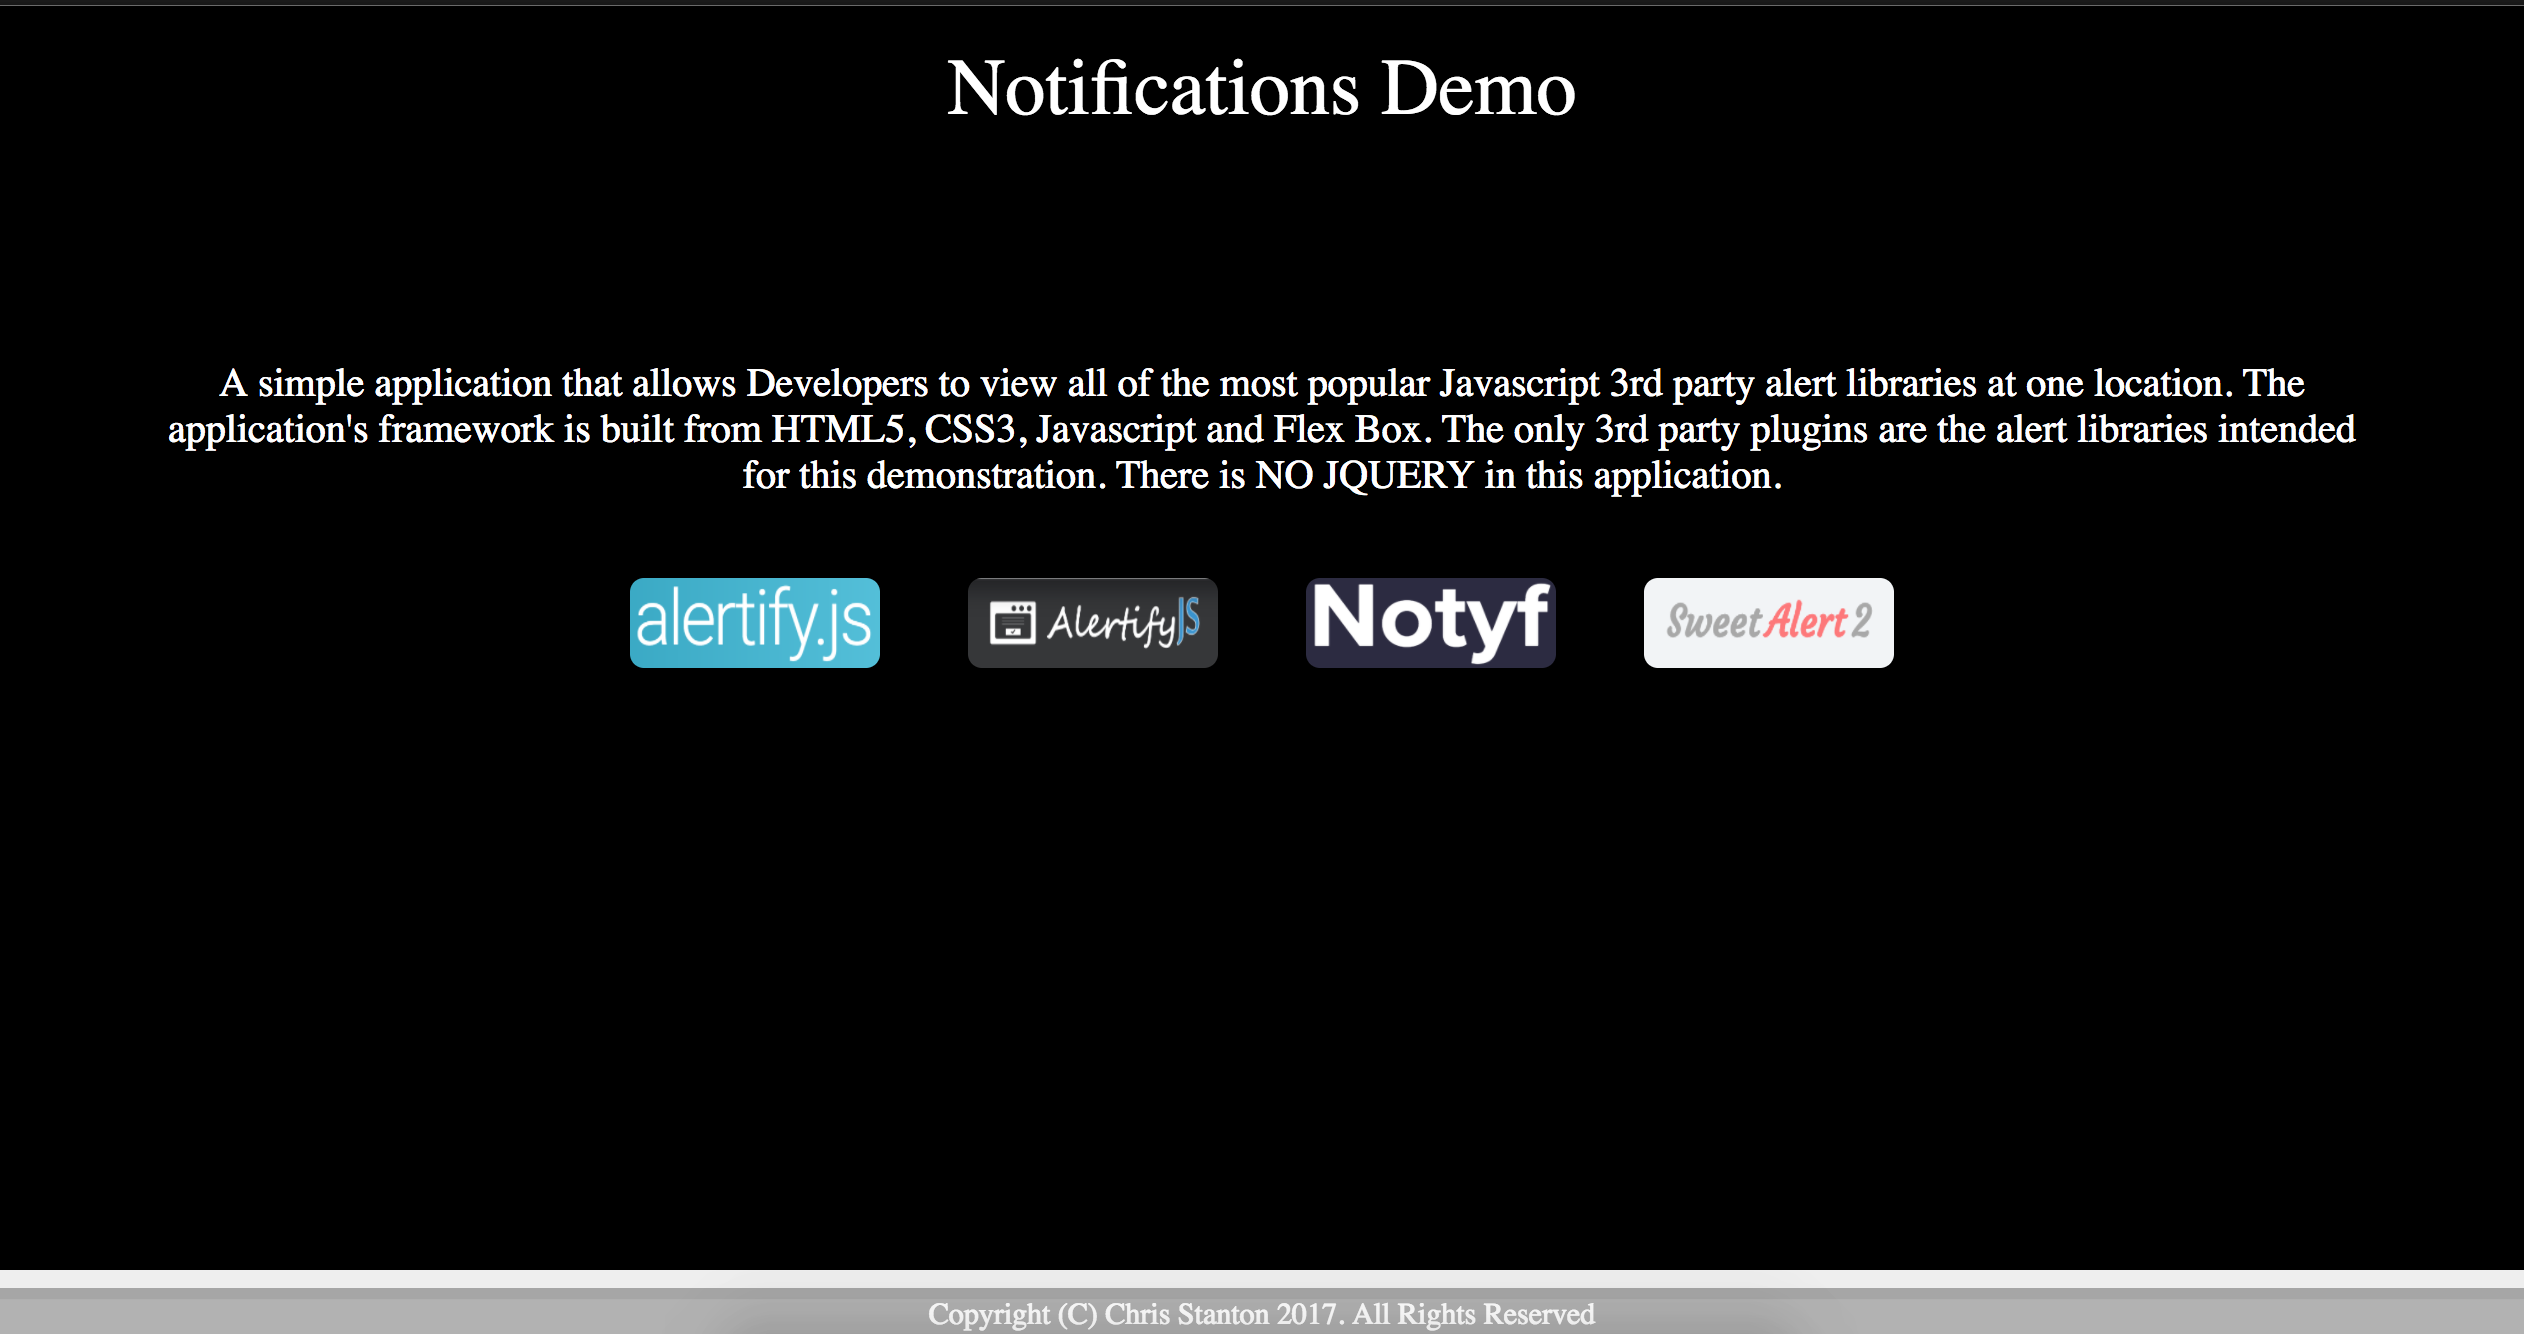 Notifications Demo
A simple application that allows Developers to view all of the most popular Javascript 3rd party alert libraries at one location. The
application's framework is built from HTML5, CSS3, Javascript and Flex Box. The only 3rd party plugins are the alert libraries intended
for this demonstration. There is NO JQUERY in this application.
alertify.js AlertifyJS Notyf SweetAlert2
Copyright (C) Chris Stanton 2017. All Rights Reserved